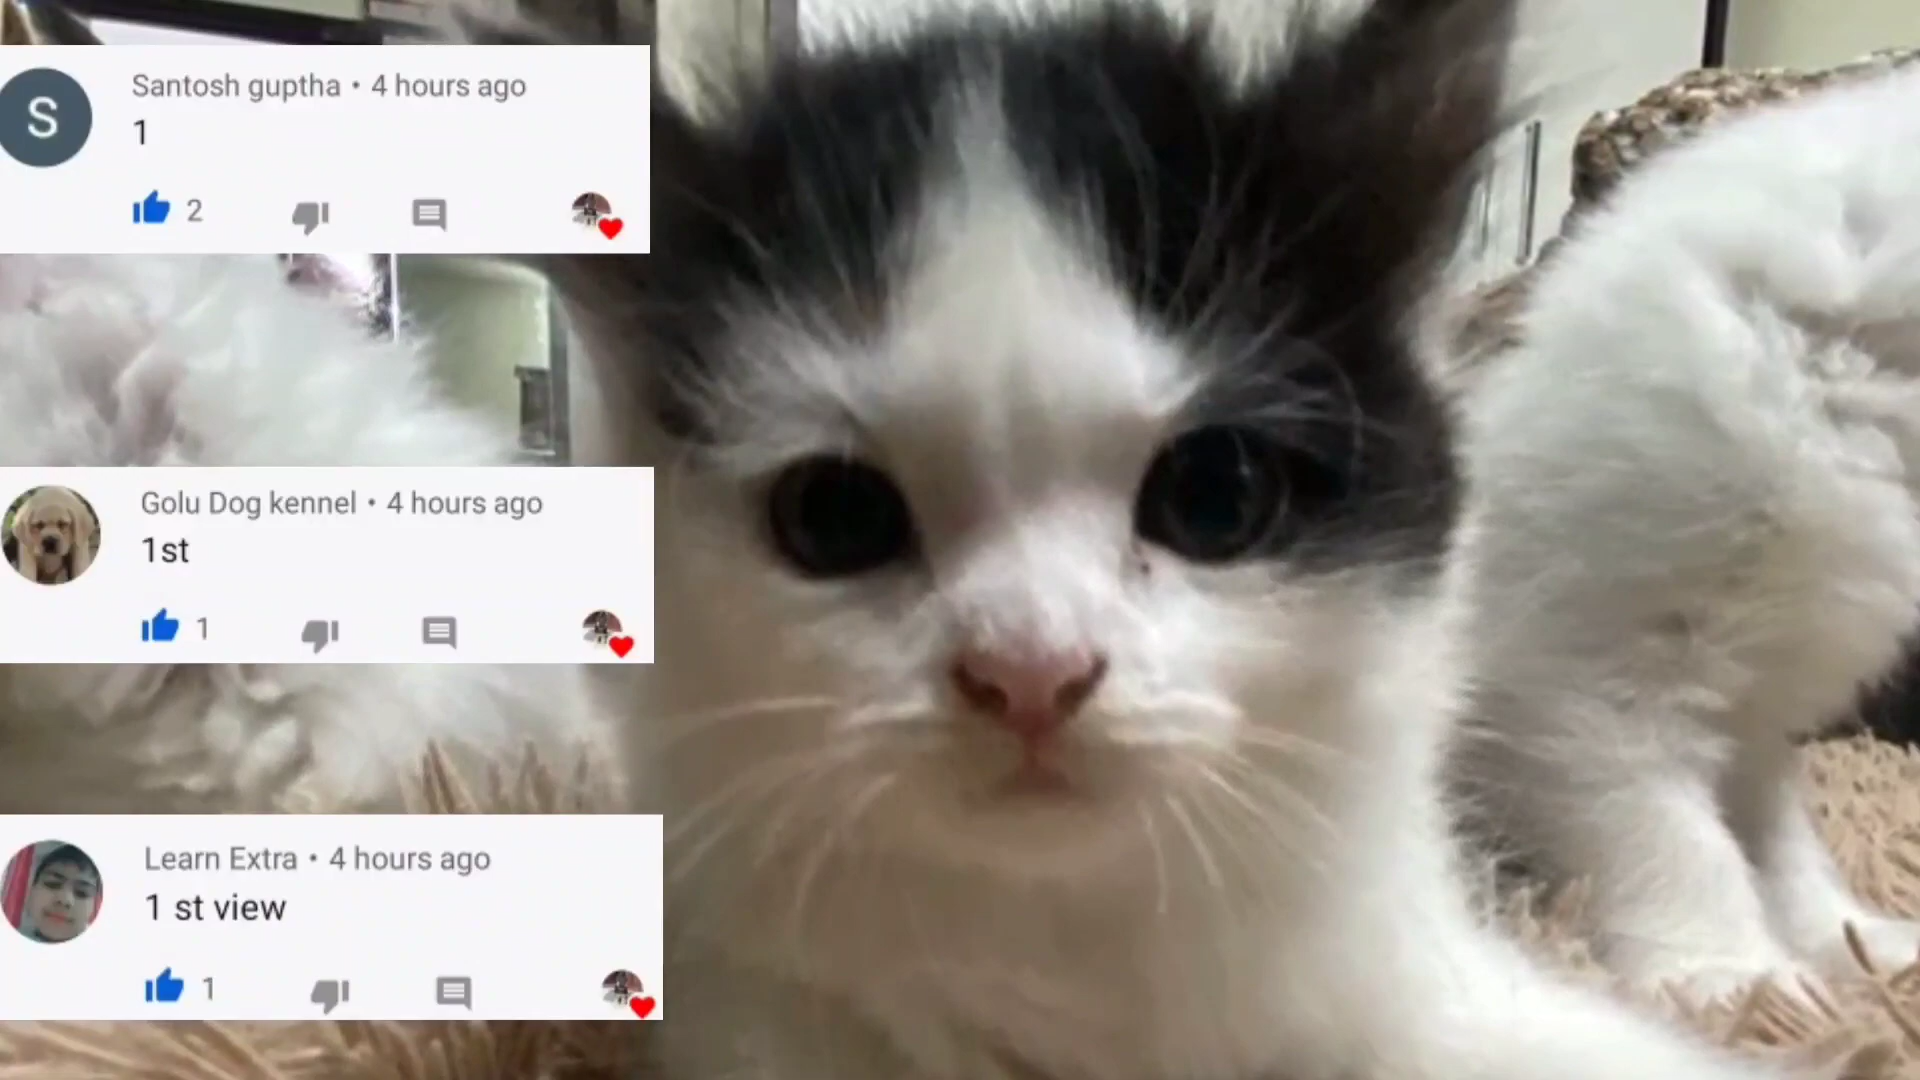 S
Santosh guptha • 4 hours ago
1
2
Golu Dog kennel • 4 hours ago
1st
1
Learn Extra • 4 hours ago
1 st view
1